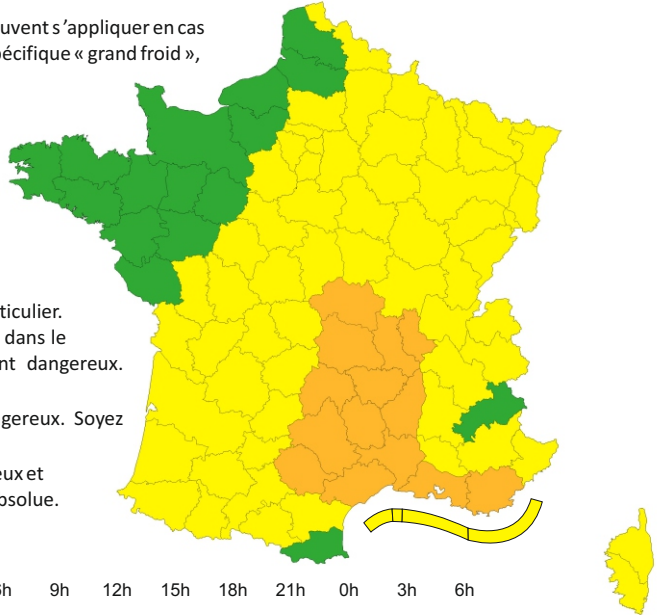 uvent s’appliquer en cas
pécifique « grand froid »,
ticulier.
dans le
nt dangereux.
gereux. Soyez
eux et
bsolue.
6h 9h 12h 15h 18h 21h 0h 3h 6h